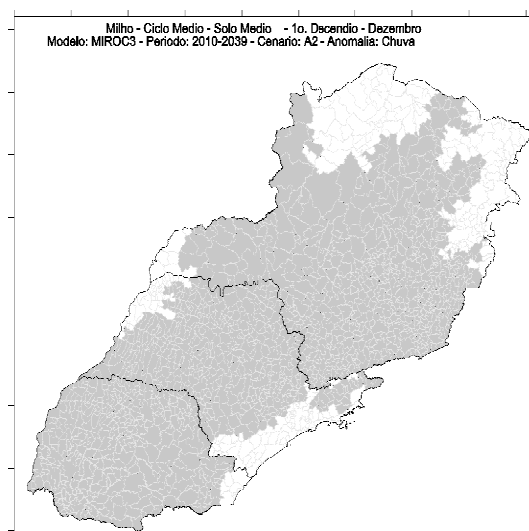 Milho - Ciclo Medio - Solo Medio - 1o. Decendio - Dezembro
Modelo: MIROC3 - Periodo: 2010-2039 - Cenario: A2 - Anomalia: Chuva